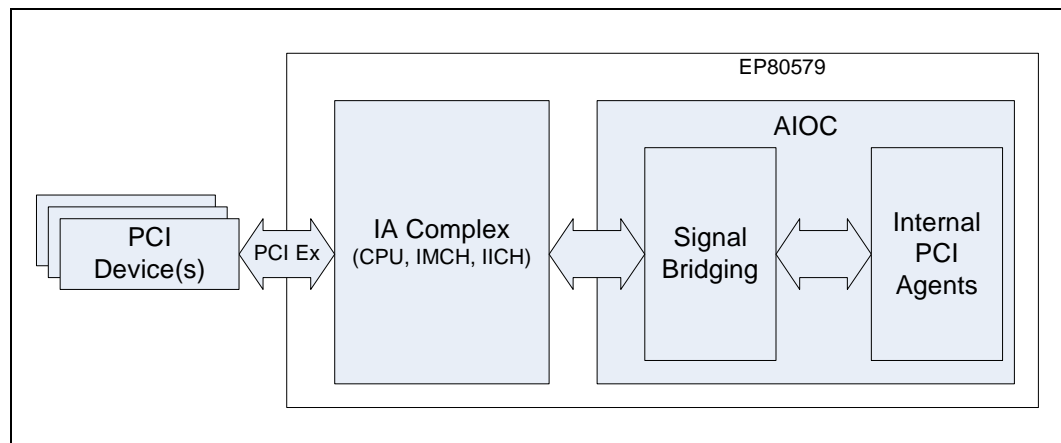 EP80579
AIOC
PCI
Device(s)
PCI Ex
IA Complex
(CPU, IMCH, IICH)
Signal
Bridging
Internal
PCI
Agents